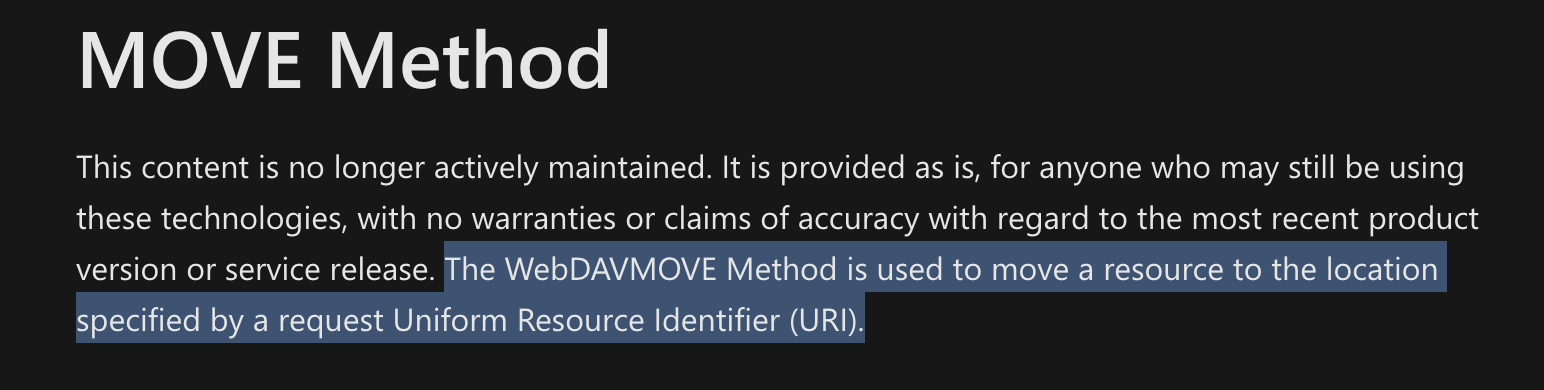 MOVE Method
This content is no longer actively maintained. It is provided as is, for anyone who may still be using
these technologies, with no warranties or claims of accuracy with regard to the most recent product
version or service release. The WebDAVMOVE Method is used to move a resource to the location
specified by a request Uniform Resource Identifier (URI).